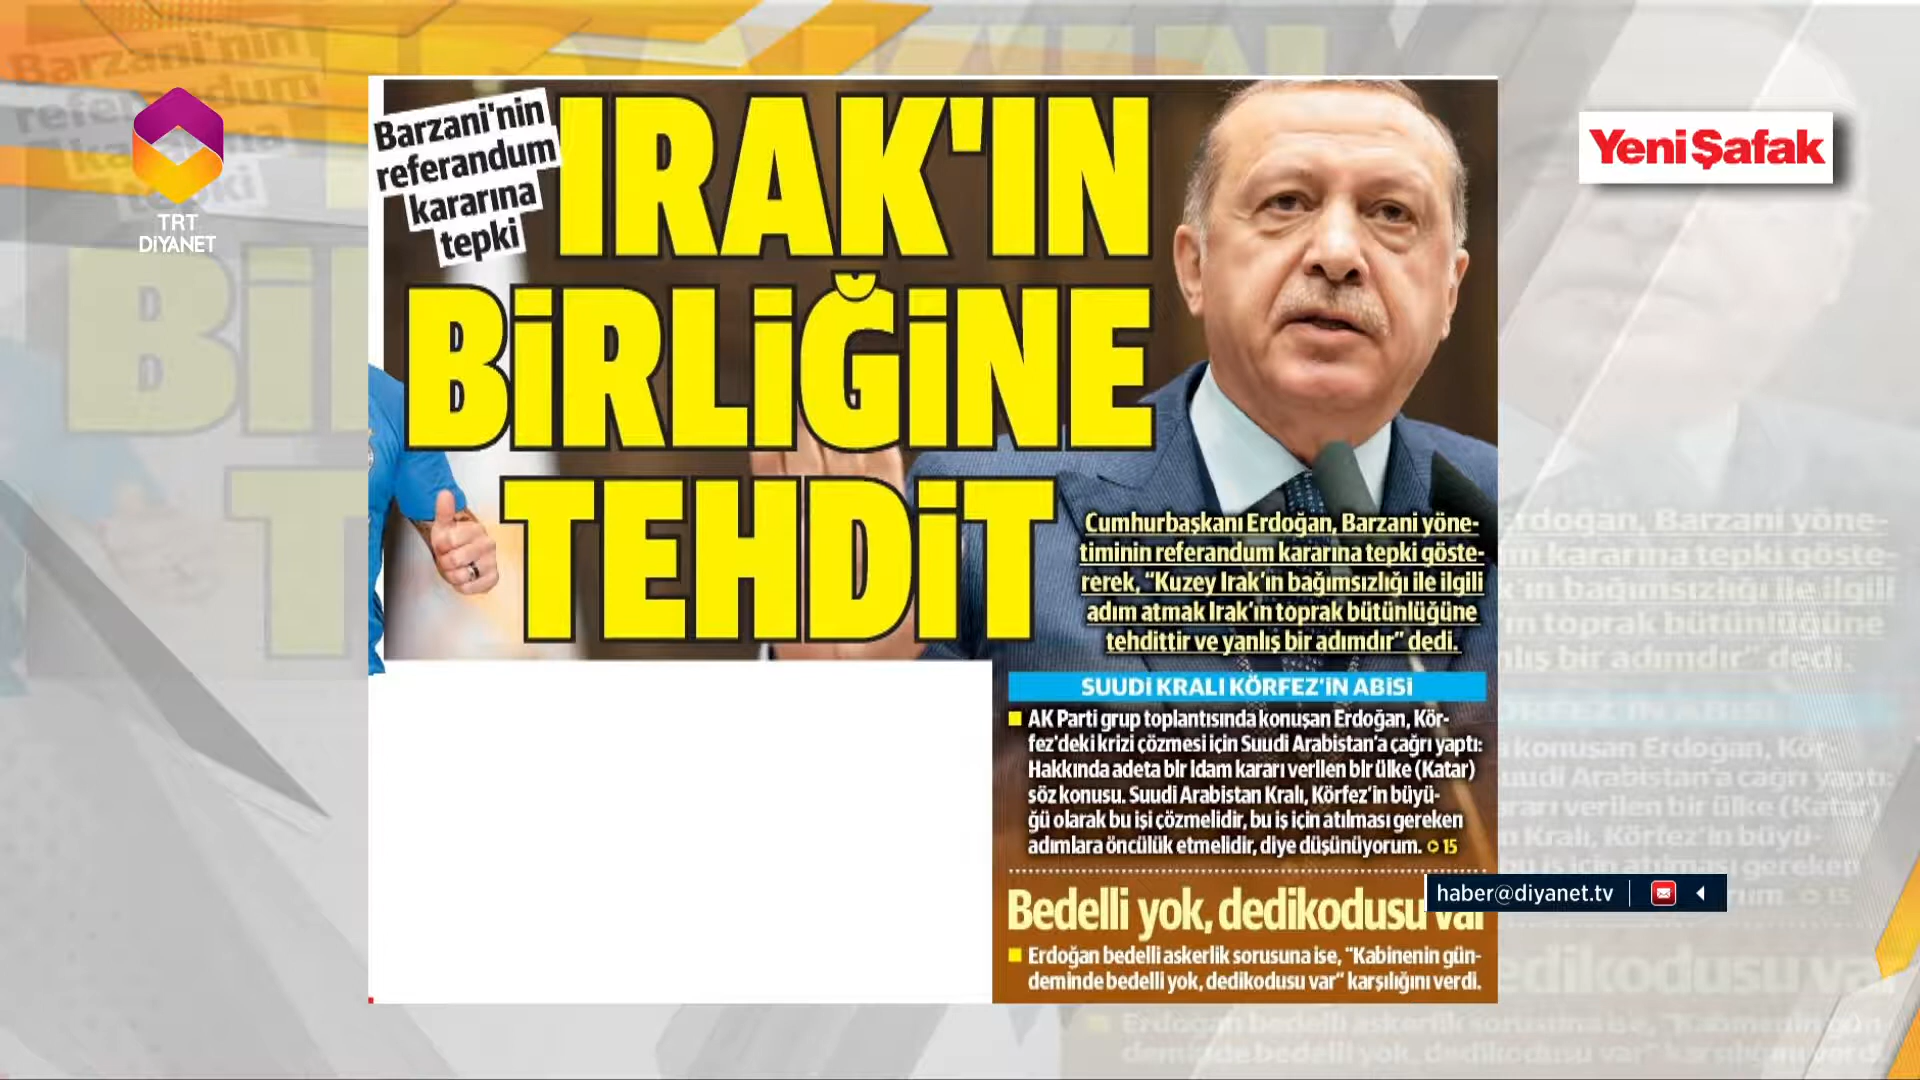 TRT
DİYANET
Yeni Şafak
Barzani'nin
referandum
kararına
tepki
IRAK'IN
BİRLİĞİNE
TEHDİT
Cumhurbaşkanı Erdoğan, Barzani yöne-
timinin referandum kararına tepki göste-
rerek, “Kuzey Irak'ın bağımsızlığı ile ilgili
adım atmak Irak'ın toprak bütünlüğüne
tehdittir ve yanlış bir adımdır” dedi.
SUUDİ KRALI KÖRFEZ'İN ABİSİ
AK Parti grup toplantısında konuşan Erdoğan, Kör-
fez'deki krizi çözmesi için Suudi Arabistan'a çağrı yaptı:
Hakkında adeta bir idam kararı verilen bir ülke (Katar)
söz konusu. Suudi Arabistan Kralı, Körfez'in büyü-
ğü olarak bu işi çözmelidir, bu iş için atılması gereken
adımlara öncülük etmelidir, diye düşünüyorum. 15
Bedelli yok, dedikodusu var
Erdoğan bedelli askerlik sorusuna ise, “Kabinenin gün-
deminde bedelli yok, dedikodusu var” karşılığını verdi.
haber@diyanet.tv